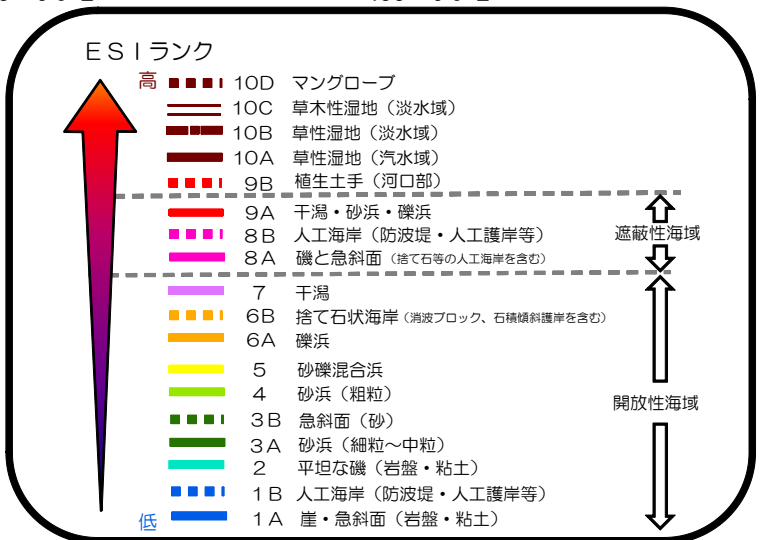 ESIランク
高
10D マングローブ
10C 草木性湿地（淡水域）
10B 草性湿地（淡水域）
10A 草性湿地（汽水域）
9B 植生土手（河口部）
9A 干潟・砂浜・礫浜
8B 人工海岸（防波堤・人工護岸等）
8A 磯と急斜面（捨て石等の人工海岸を含む）
遮蔽性海域
7 干潟
6B 捨て石状海岸（消波ブロック、石積傾斜護岸を含む）
6A 礫浜
5 砂礫混合浜
4 砂浜（粗粒）
3B 急斜面（砂）
3A 砂浜（細粒～中粒）
2 平坦な磯（岩盤・粘土）
1B 人工海岸（防波堤・人工護岸等）
1A 崖・急斜面（岩盤・粘土）
開放性海域
低